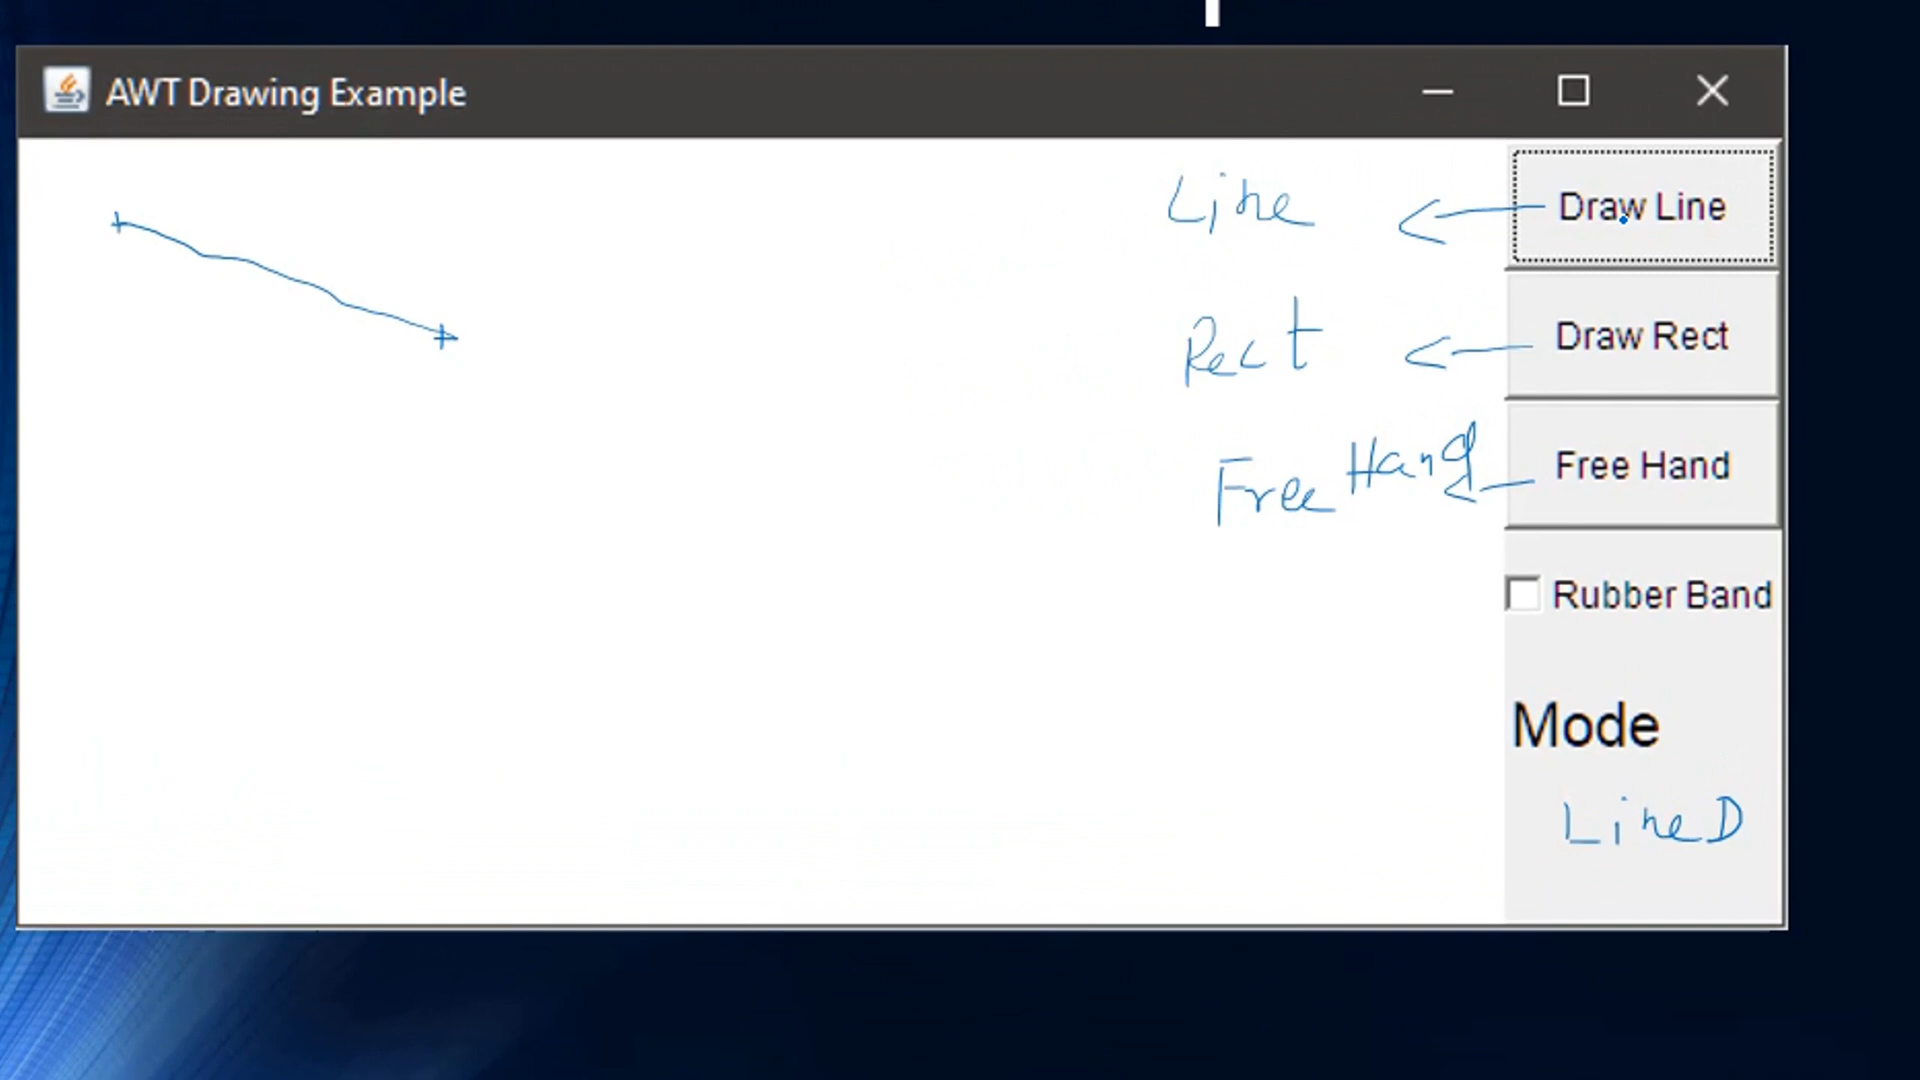 AWT Drawing Example
Line
Draw Line
Rect
Draw Rect
Free Hand
Free Hand
Rubber Band
Mode
LineD